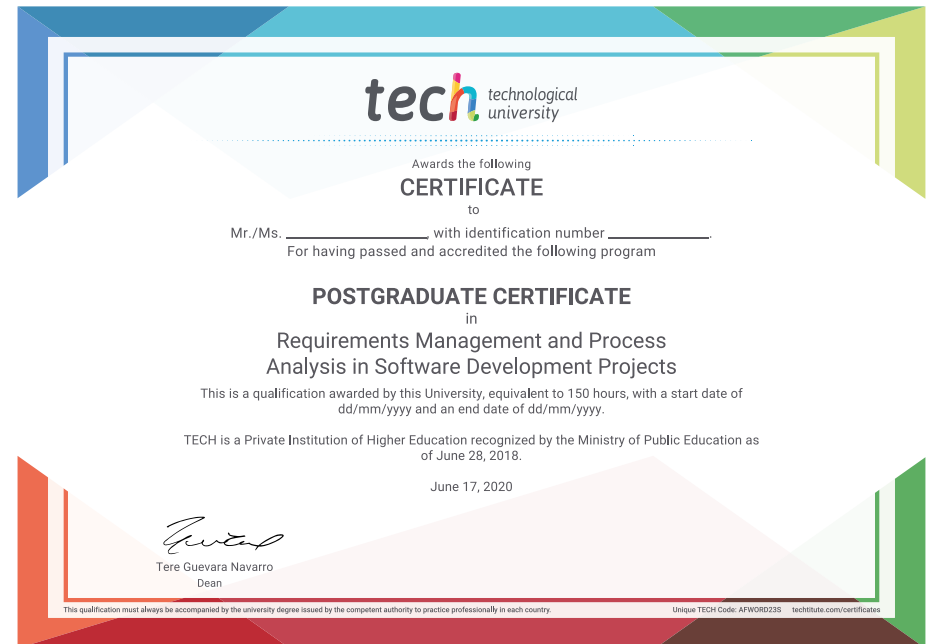 tech technological
university
Awards the following
CERTIFICATE
to
Mr./Ms. ____________, with identification number ____________.
For having passed and accredited the following program
POSTGRADUATE CERTIFICATE
in
Requirements Management and Process
Analysis in Software Development Projects
This is a qualification awarded by this University, equivalent to 150 hours, with a start date of
dd/mm/yyyy and an end date of dd/mm/yyyy.
TECH is a Private Institution of Higher Education recognized by the Ministry of Public Education as
of June 28, 2018.
June 17, 2020
Tere Guevara Navarro
Dean
This qualification must always be accompanied by the university degree issued by the competent authority to practice professionally in each country.
Unique TECH Code: AFWORD23S techtitute.com/certificates